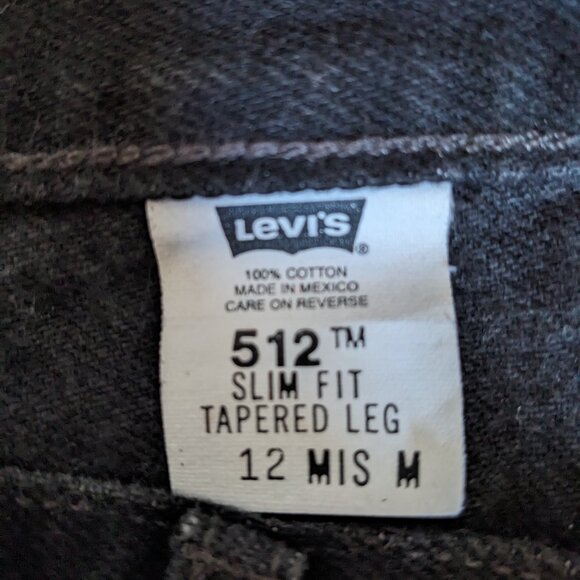 Levi's ®
100% COTTON
MADE IN MEXICO
CARE ON REVERSE
512™
SLIM FIT
TAPERED LEG
12 MIS M